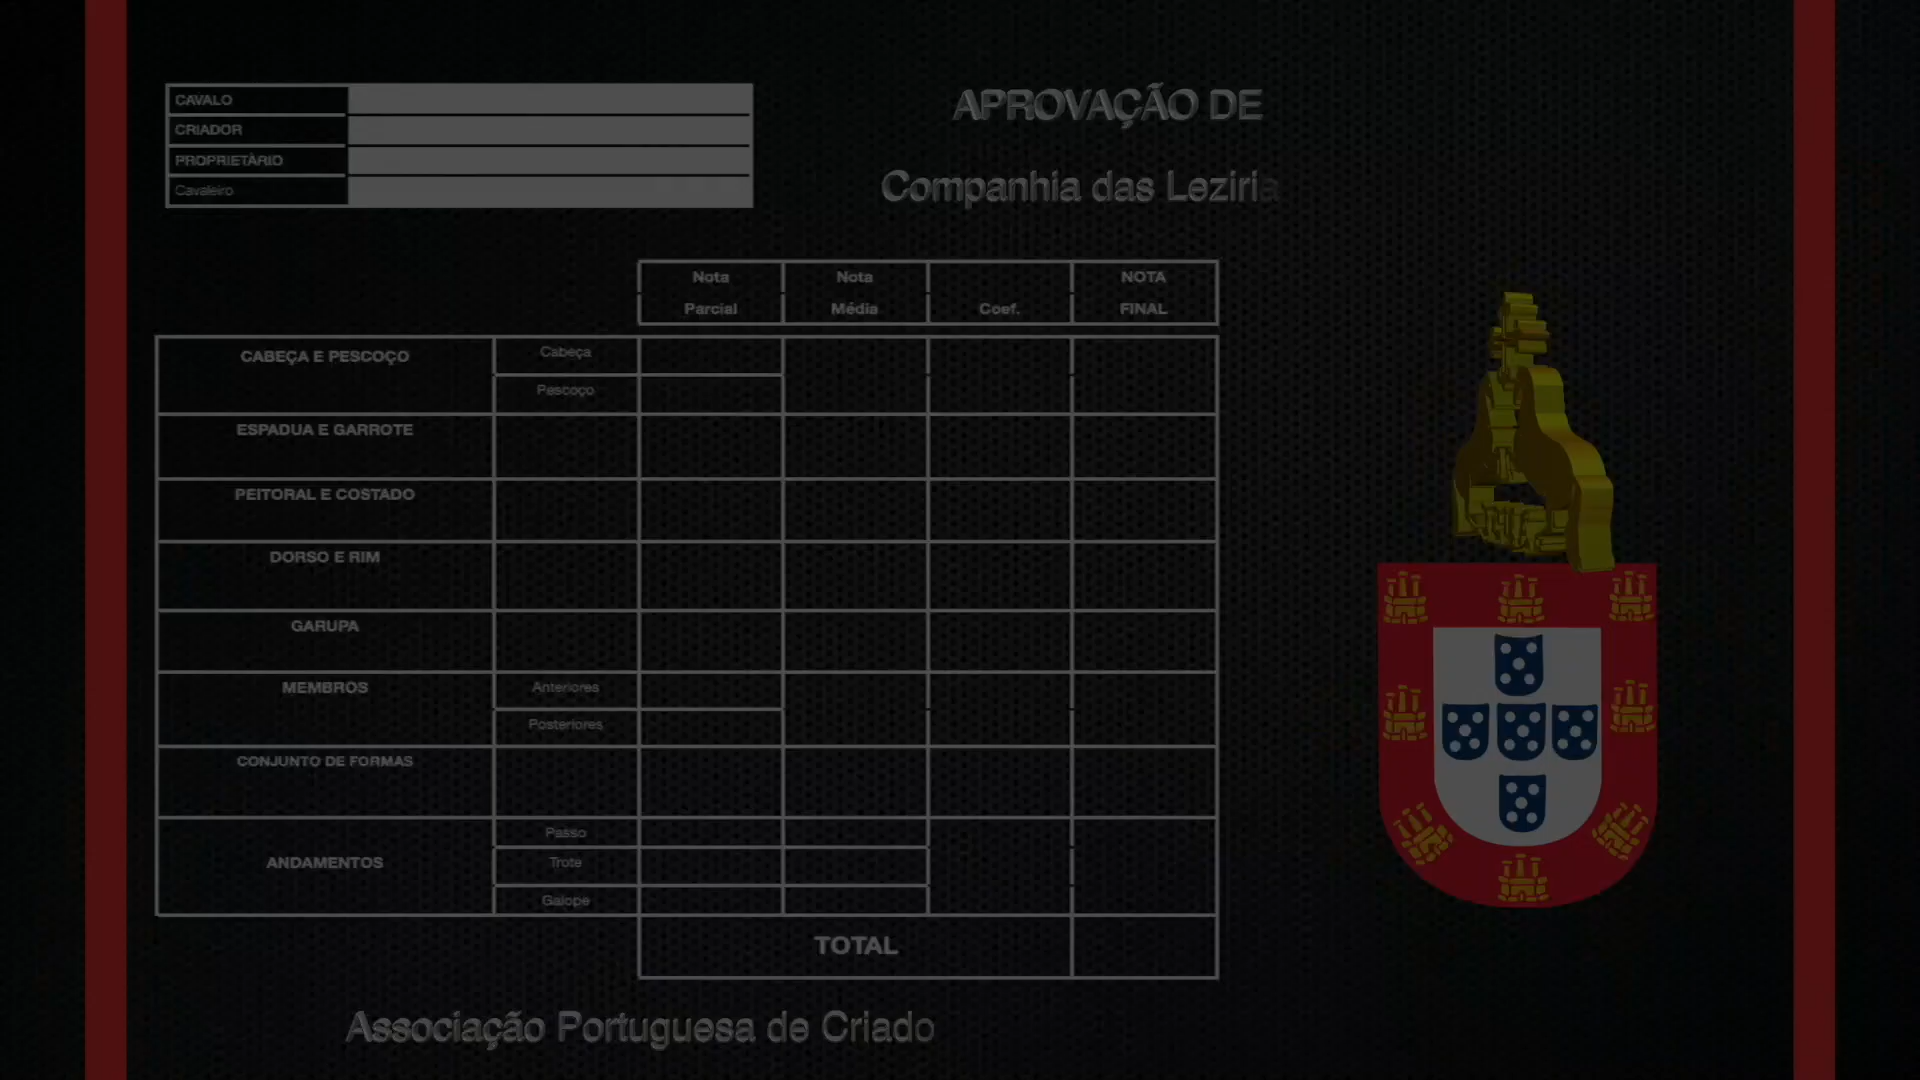 CAVALO
CRIADOR
PROPRIETÀRIO
Cavaleiro
APROVAÇÃO DE
Companhia das Leziria
Nota Parcial
Nota Média
Coef.
NOTA FINAL
CABEÇA E PESCOÇO
Cabeça
Pescoço
ESPADUA E GARROTE
PEITORAL E COSTADO
DORSO E RIM
GARUPA
MEMBROS
Anteriores
Posteriores
CONJUNTO DE FORMAS
ANDAMENTOS
Passo
Trote
Galope
TOTAL
Associação Portuguesa de Criado